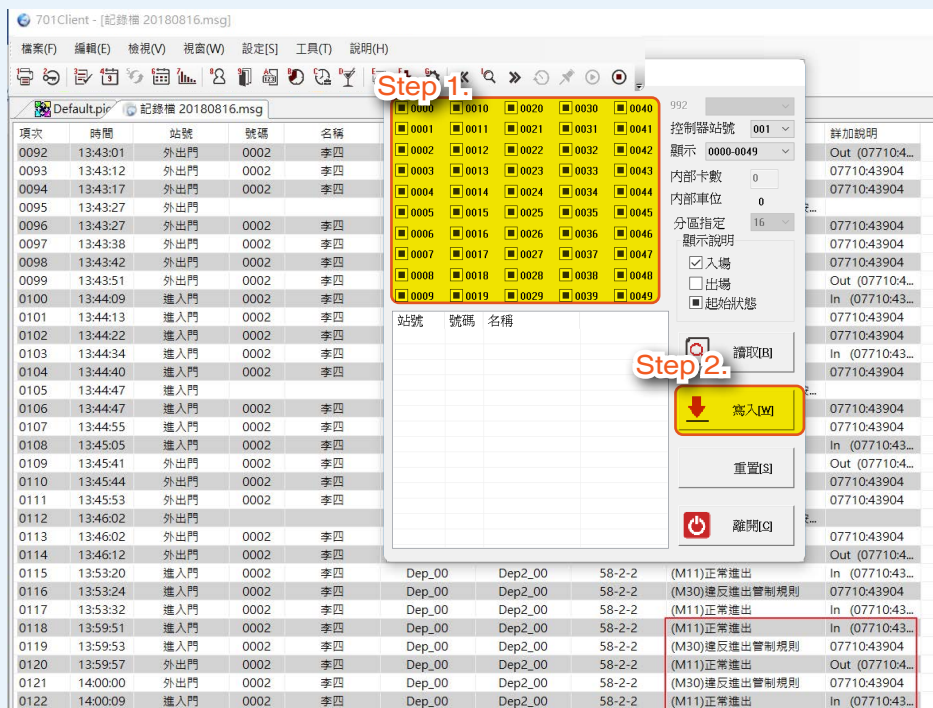 701Client - [記錄檔 20180816.msg]
檔案(F) 編輯(E) 檢視(V) 視窗(W) 設定[S] 工具(T) 說明(H)
Step 1.
Default.pic 記錄檔 20180816.msg
項次 時間 站號 號碼 名稱 詳加說明
0092 13:43:01 外出門 0002 李四 Out (07710:4...
0093 13:43:12 外出門 0002 李四 07710:43904
0094 13:43:17 外出門 0002 李四 07710:43904
0095 13:43:27 外出門
0096 13:43:27 外出門 0002 李四 07710:43904
0097 13:43:38 外出門 0002 李四 07710:43904
0098 13:43:42 外出門 0002 李四 07710:43904
0099 13:43:51 外出門 0002 李四 Out (07710:4...
0100 13:44:09 進入門 0002 李四 In (07710:43...
0101 13:44:13 進入門 0002 李四 07710:43904
0102 13:44:22 進入門 0002 李四 07710:43904
0103 13:44:34 進入門 0002 李四 In (07710:43...
0104 13:44:40 進入門 0002 李四 07710:43904
0105 13:44:47 進入門
0106 13:44:47 進入門 0002 李四 07710:43904
0107 13:44:55 進入門 0002 李四 07710:43904
0108 13:45:05 進入門 0002 李四 In (07710:43...
0109 13:45:41 外出門 0002 李四 Out (07710:4...
0110 13:45:44 外出門 0002 李四 07710:43904
0111 13:45:53 外出門 0002 李四 07710:43904
0112 13:46:02 外出門
0113 13:46:02 外出門 0002 李四 07710:43904
0114 13:46:12 外出門 0002 李四 Out (07710:4...
0115 13:53:20 進入門 0002 李四 Dep_00 Dep2_00 58-2-2 (M11)正常進出 In (07710:43...
0116 13:53:24 進入門 0002 李四 Dep_00 Dep2_00 58-2-2 (M30)違反進出管制規則 07710:43904
0117 13:53:32 進入門 0002 李四 Dep_00 Dep2_00 58-2-2 (M11)正常進出 In (07710:43...
0118 13:59:51 進入門 0002 李四 Dep_00 Dep2_00 58-2-2 (M11)正常進出 In (07710:43...
0119 13:59:53 進入門 0002 李四 Dep_00 Dep2_00 58-2-2 (M30)違反進出管制規則 07710:43904
0120 13:59:57 外出門 0002 李四 Dep_00 Dep2_00 58-2-2 (M11)正常進出 Out (07710:4...
0121 14:00:00 外出門 0002 李四 Dep_00 Dep2_00 58-2-2 (M30)違反進出管制規則 07710:43904
0122 14:00:09 進入門 0002 李四 Dep_00 Dep2_00 58-2-2 (M11)正常進出 In (07710:43...
0000 0010 0020 0030 0040
0001 0011 0021 0031 0041
0002 0012 0022 0032 0042
0003 0013 0023 0033 0043
0004 0014 0024 0034 0044
0005 0015 0025 0035 0045
0006 0016 0026 0036 0046
0007 0017 0027 0037 0047
0008 0018 0028 0038 0048
0009 0019 0029 0039 0049
站號 號碼 名稱
992
控制器站號 001
顯示 0000-0049
內部卡數 0
內部車位 0
分區指定 16
顯示說明
入場
出場
起始狀態
讀取[R]
Step 2.
寫入[W]
重置[S]
離開[C]